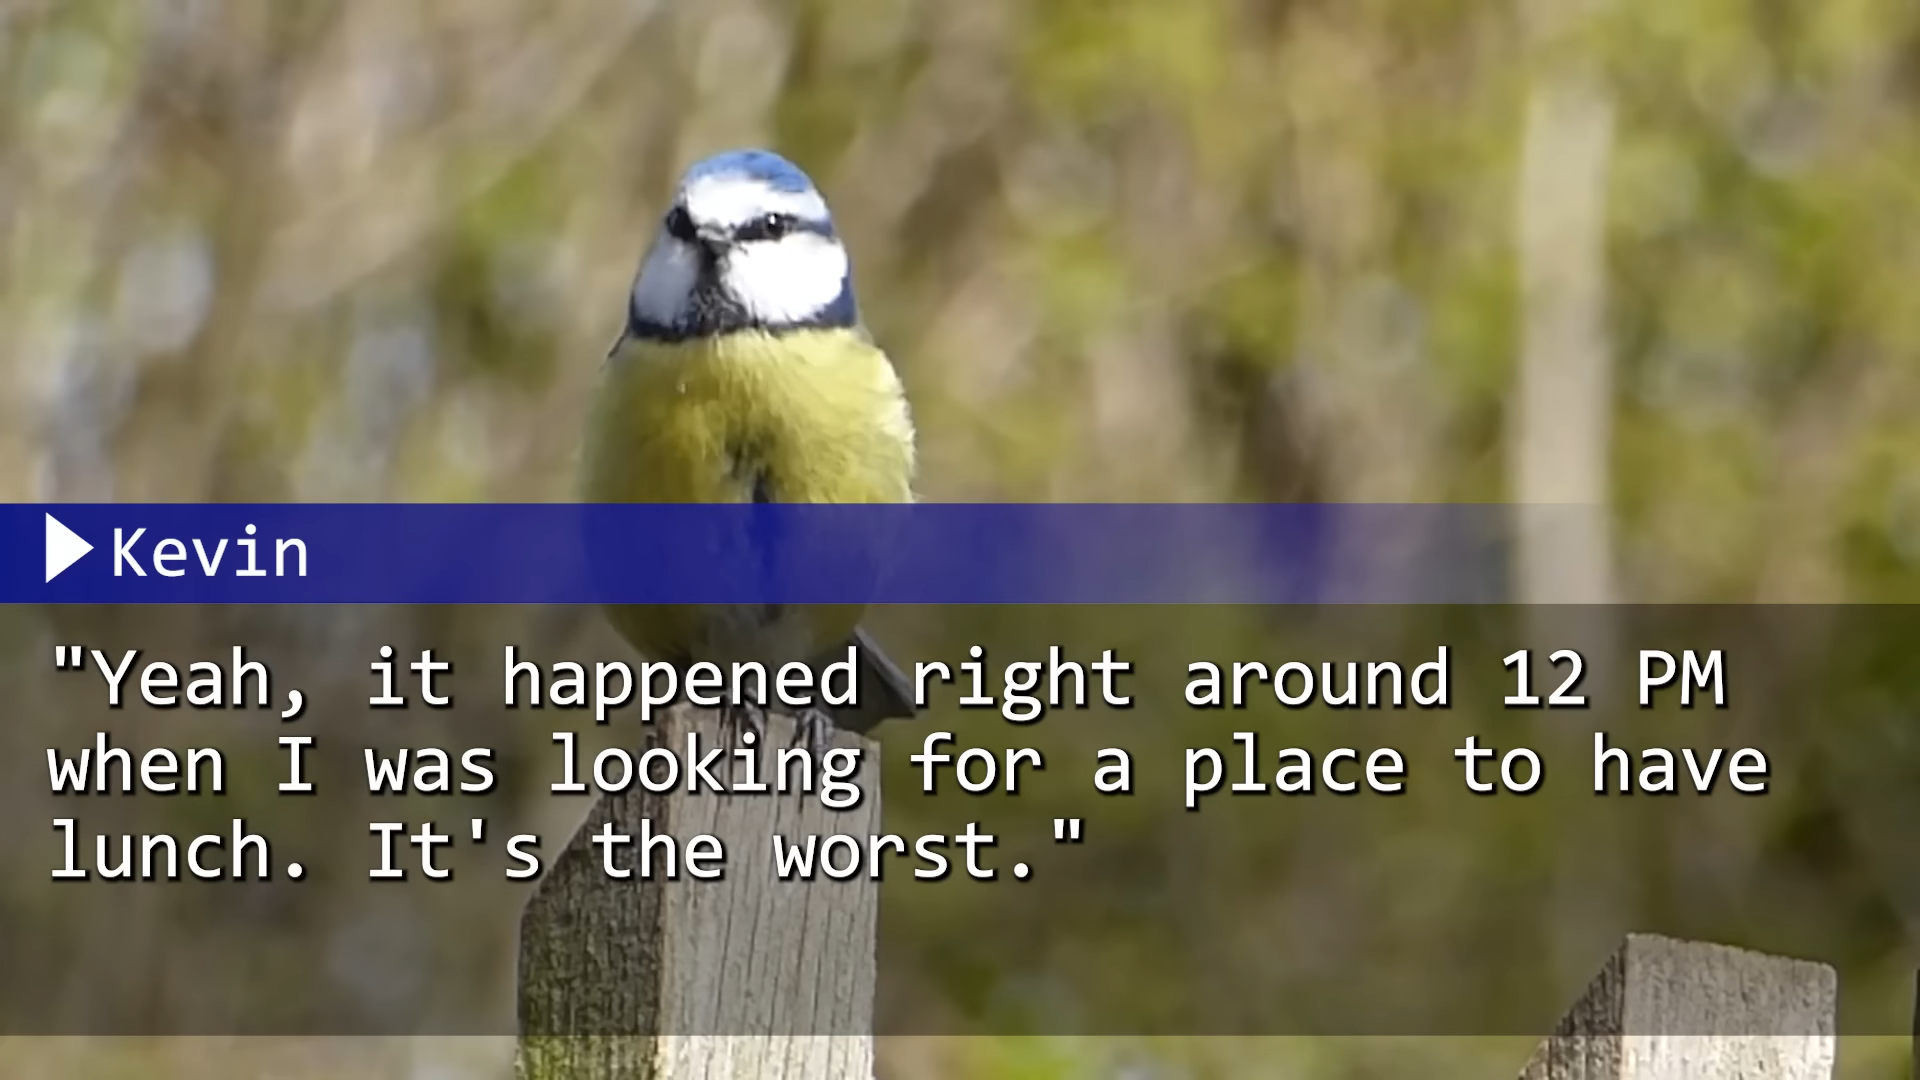 Kevin
"Yeah, it happened right around 12 PM
when I was looking for a place to have
lunch. It's the worst."